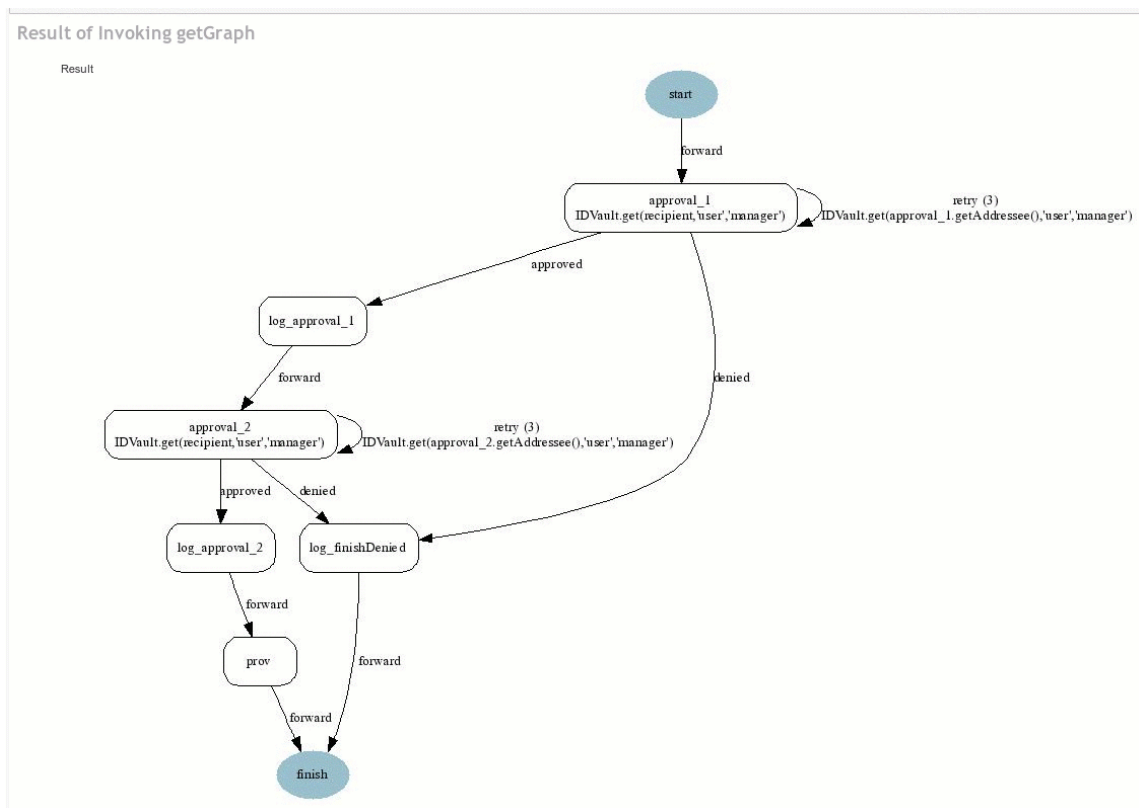 Result of Invoking getGraph
Result
start
forward
approval_1
IDVault.get(recipient,'user','manager')
retry (3)
IDVault.get(approval_1.getAddressee(),'user','manager')
approved
log_approval_1
denied
forward
approval_2
IDVault.get(recipient,'user','manager')
retry (3)
IDVault.get(approval_2.getAddressee(),'user','manager')
approved
denied
log_approval_2
log_finishDenied
forward
prov
forward
forward
finish